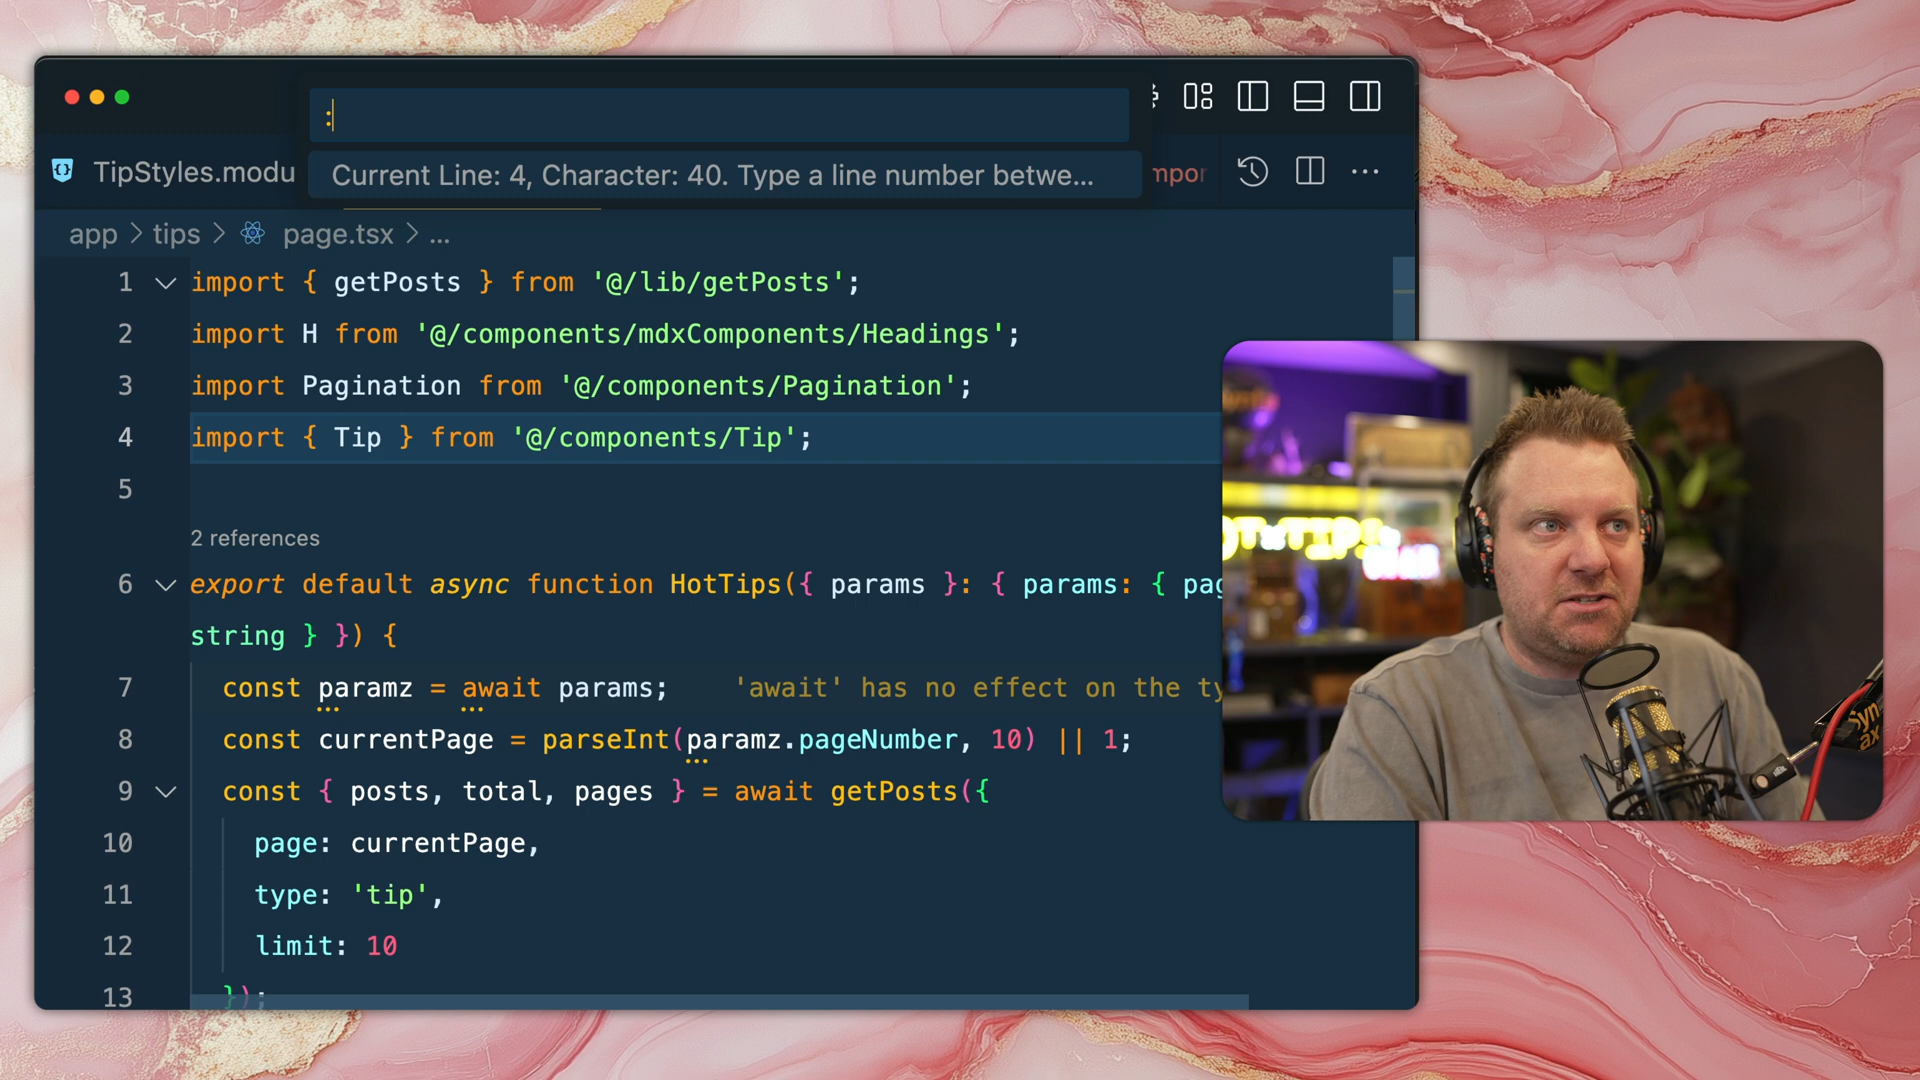 :
Current Line: 4, Character: 40. Type a line number betwe...
TipStyles.modu
app > tips > page.tsx > ...
1 import { getPosts } from '@/lib/getPosts';
2 import H from '@/components/mdxComponents/Headings';
3 import Pagination from '@/components/Pagination';
4 import { Tip } from '@/components/Tip';
5
2 references
6 export default async function HotTips({ params }: { params: { pag
string } }) {
7 const paramz = await params; 'await' has no effect on the ty
8 const currentPage = parseInt(paramz.pageNumber, 10) || 1;
9 const { posts, total, pages } = await getPosts({
10 page: currentPage,
11 type: 'tip',
12 limit: 10
13 });
Syn
ax